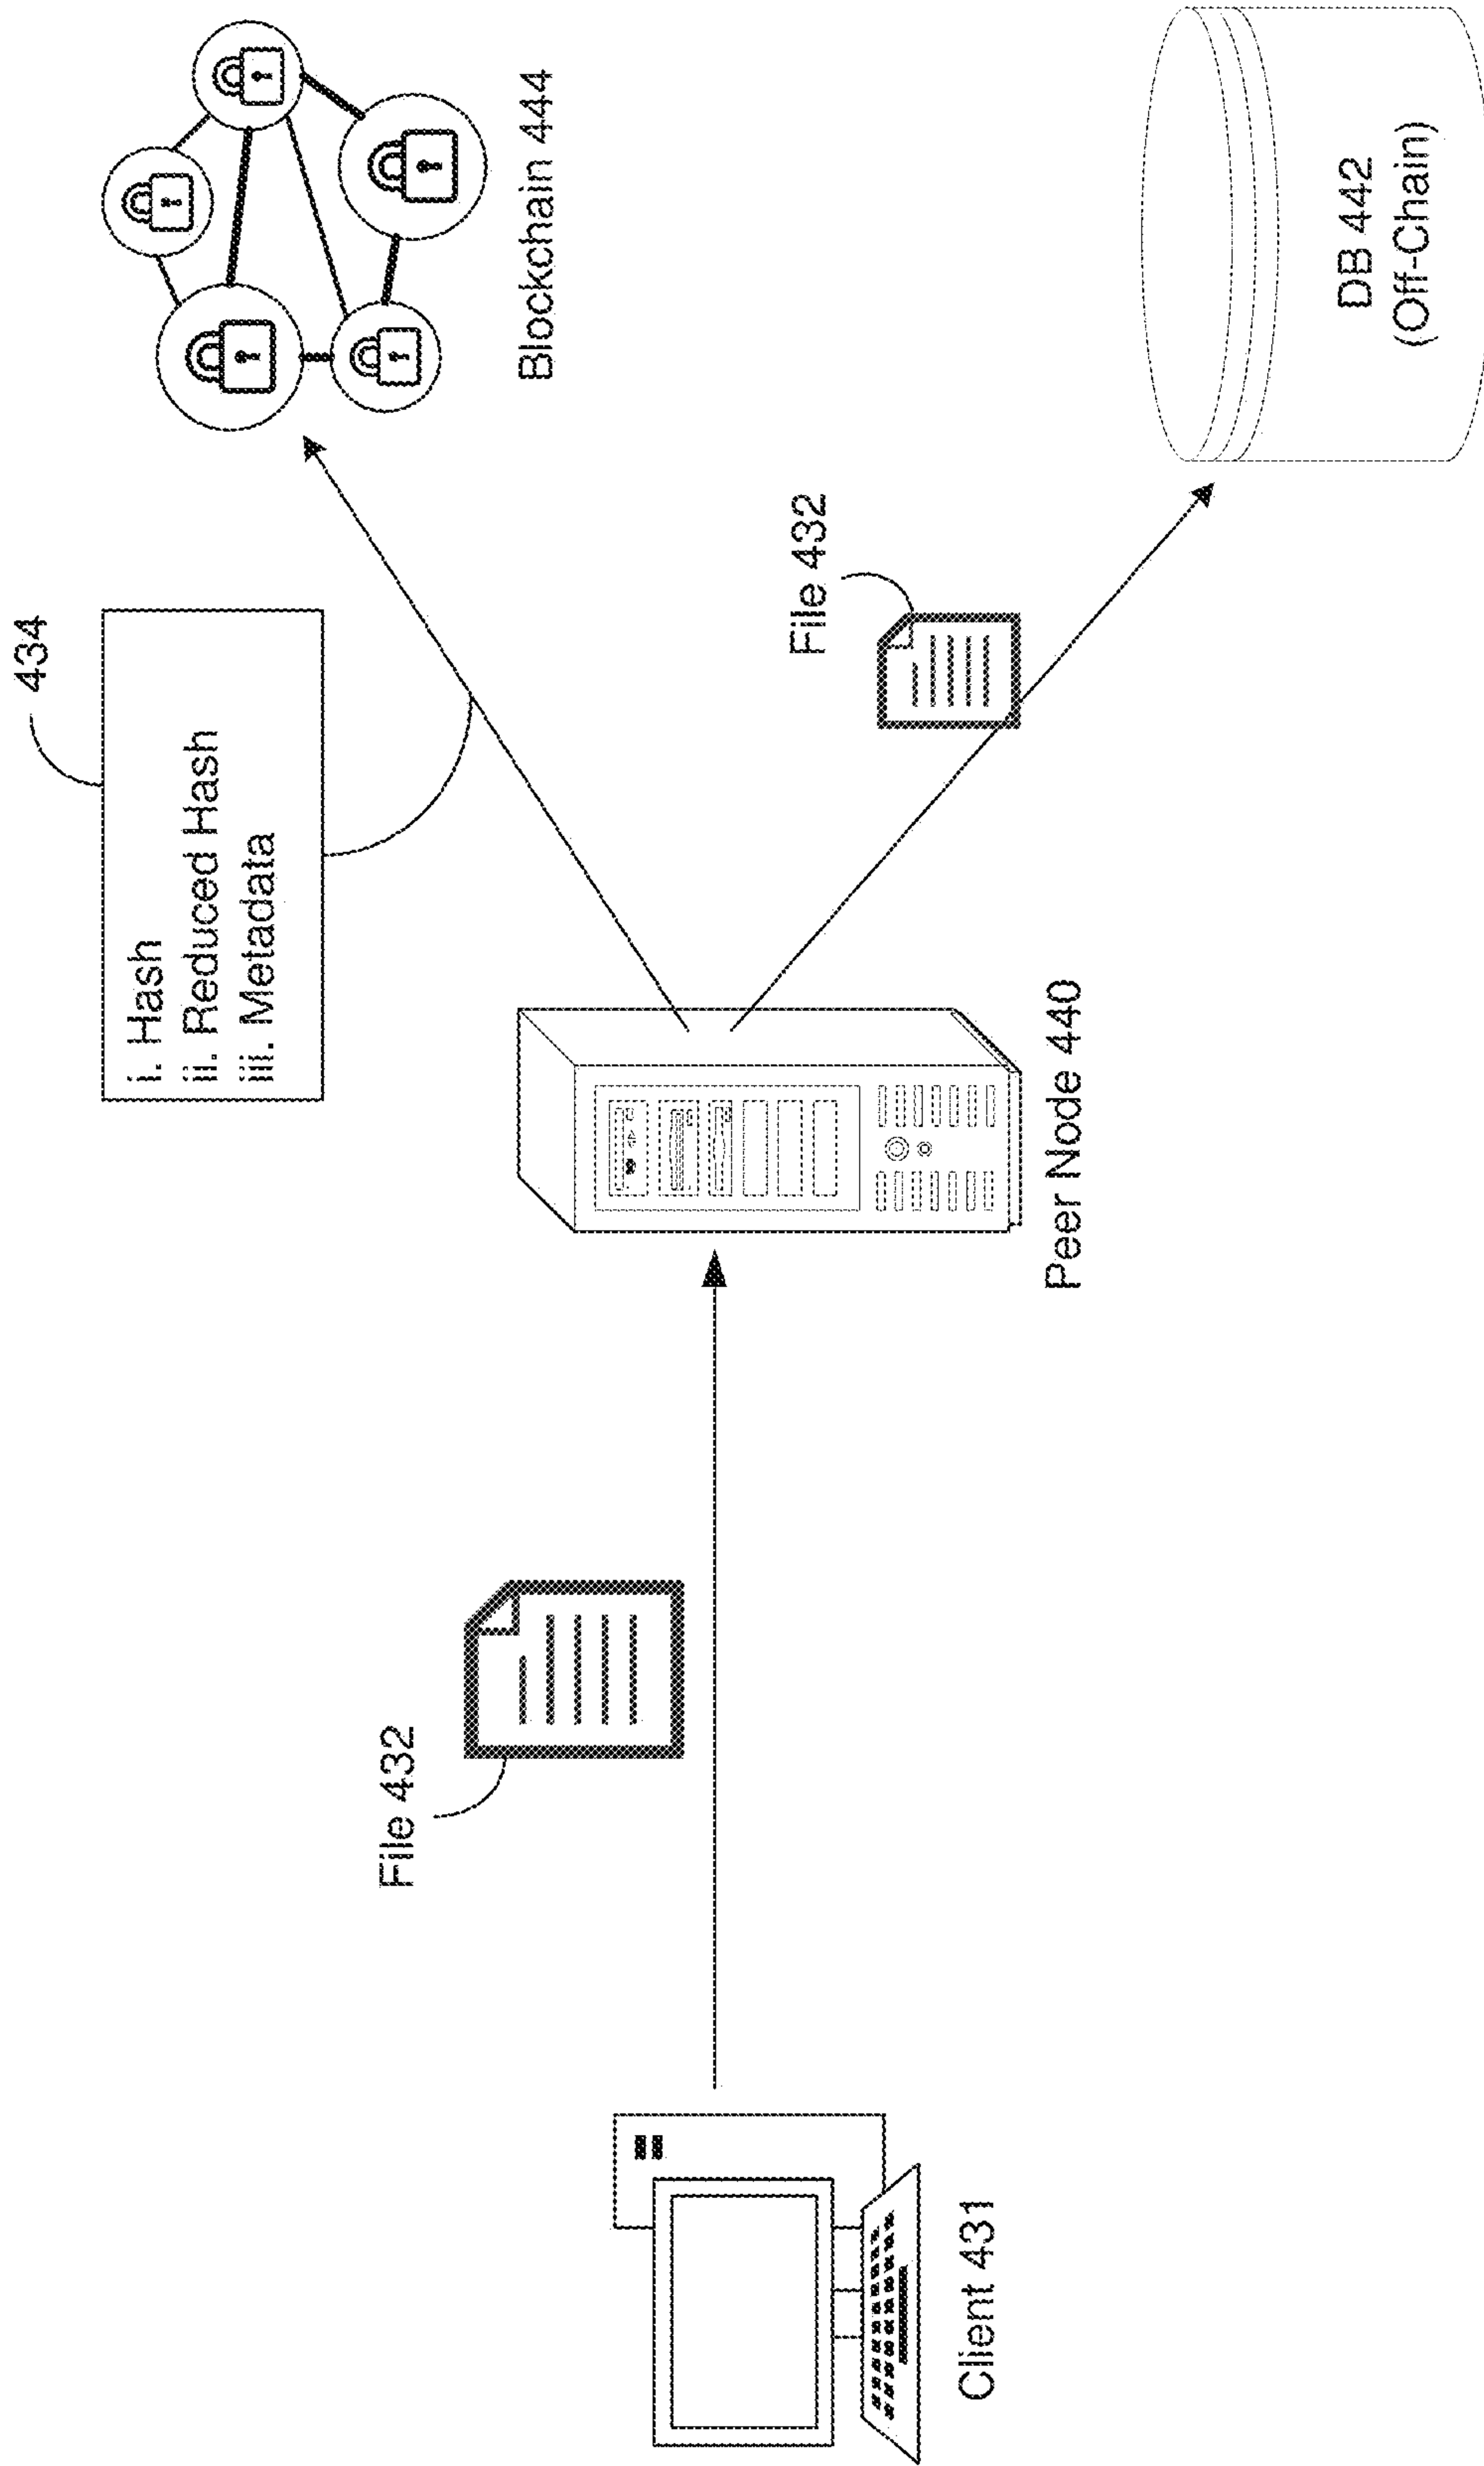 434
i. Hash
ii. Reduced Hash
iii. Metadata
Blockchain 444
File 432
File 432
Client 431
Peer Node 440
DB 442
(Off-Chain)